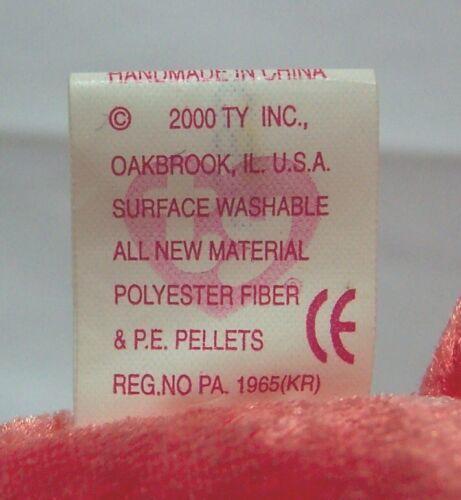 HANDMADE IN CHINA
© 2000 TY INC.,
OAKBROOK, IL. U.S.A.
SURFACE WASHABLE
ALL NEW MATERIAL
POLYESTER FIBER
& P.E. PELLETS
CE
REG.NO PA. 1965(KR)